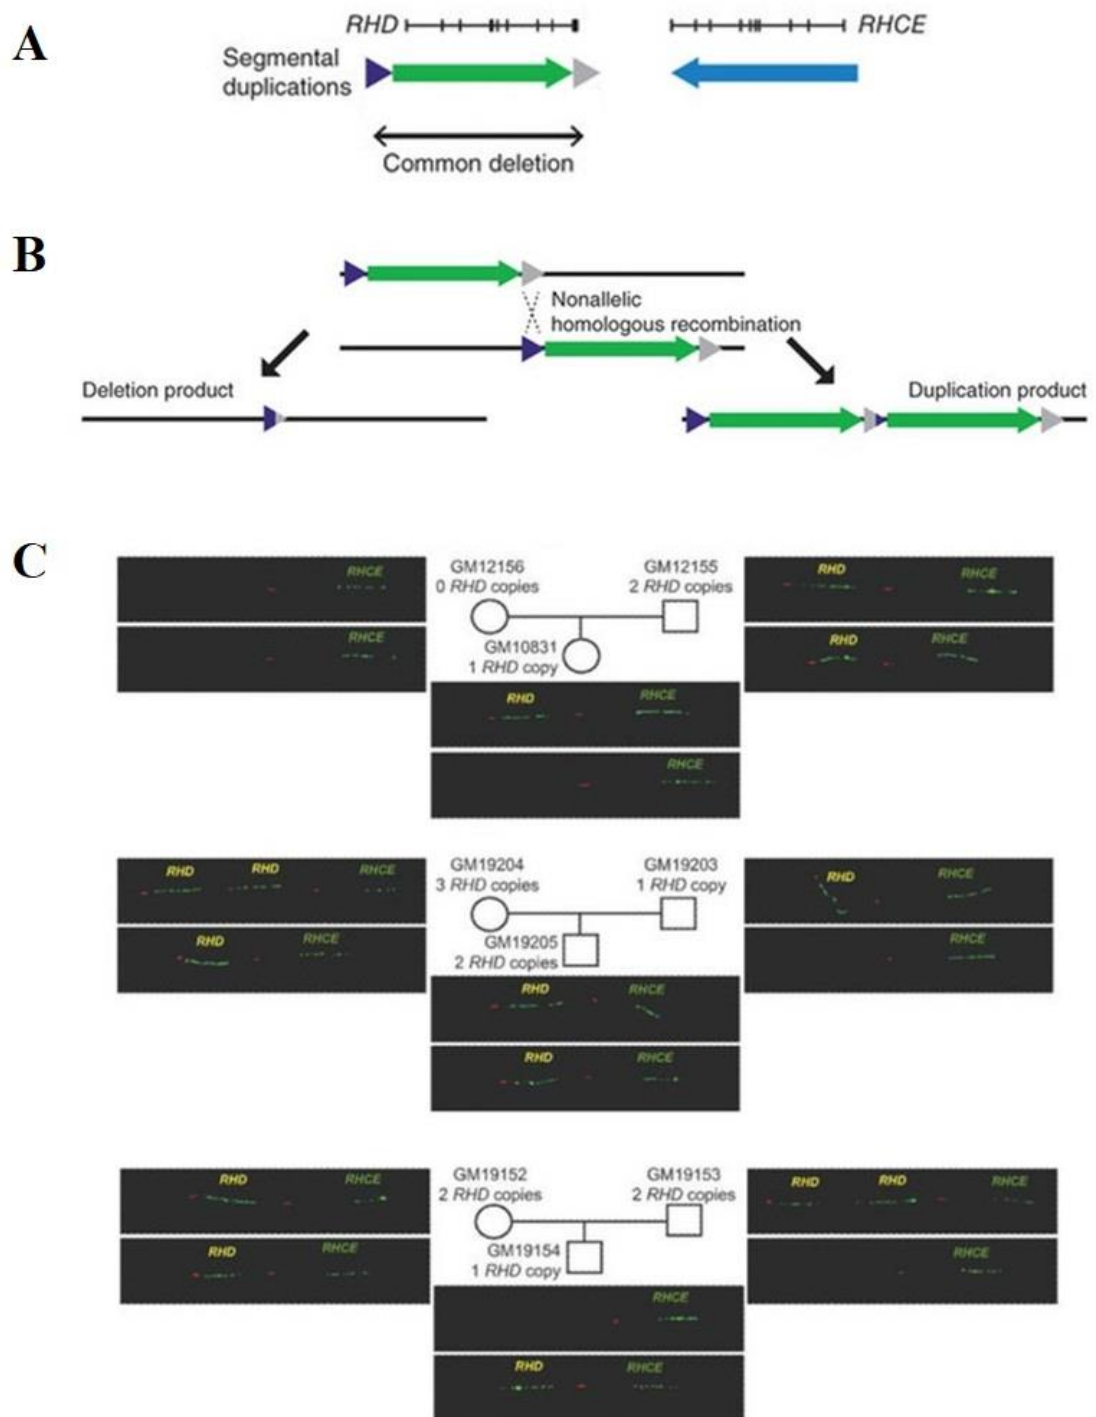 A
RHD
RHCE
Segmental
duplications
Common deletion
B
Nonallelic
homologous recombination
Deletion product
Duplication product
C
RHCE
GM12156
0 RHD copies
GM12155
2 RHD copies
RHD
RHCE
RHCE
GM10831
1 RHD copy
RHD
RHCE
RHD
RHCE
RHCE
RHD
RHD
RHCE
GM19204
3 RHD copies
GM19203
1 RHD copy
RHD
RHCE
RHD
RHCE
GM19205
2 RHD copies
RHCE
RHD
RHCE
RHD
RHCE
RHD
RHCE
GM19152
2 RHD copies
GM19153
2 RHD copies
RHD
RHD
RHCE
RHD
RHCE
GM19154
1 RHD copy
RHCE
RHCE
RHD
RHCE